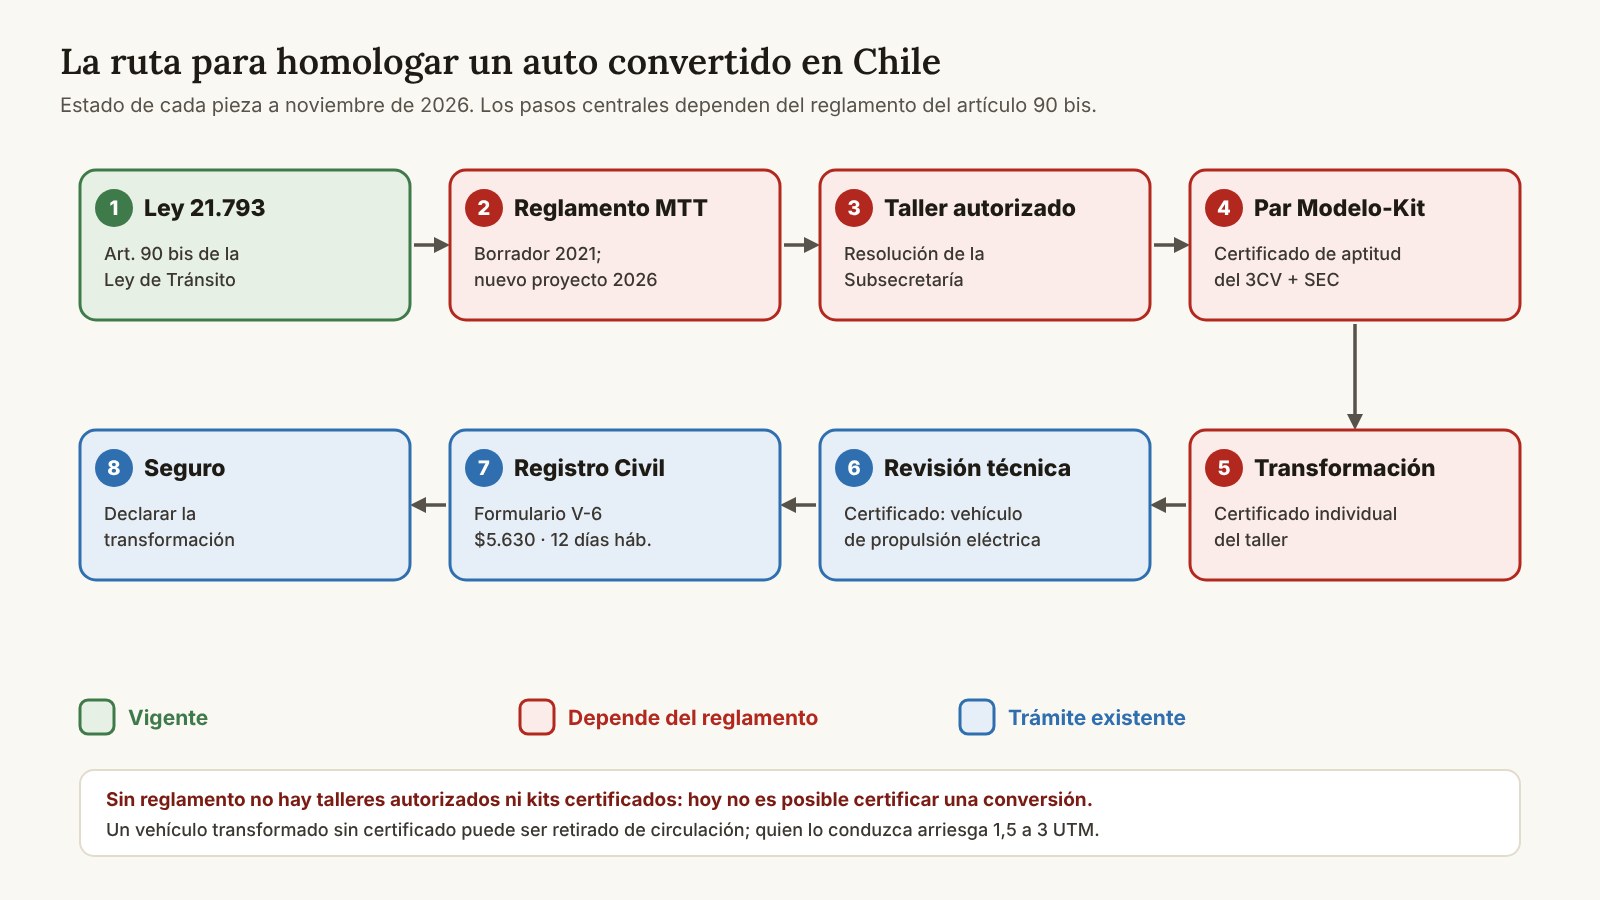 La ruta para homologar un auto convertido en Chile
Estado de cada pieza a noviembre de 2026. Los pasos centrales dependen del reglamento del artículo 90 bis.
1 Ley 21.793
Art. 90 bis de la
Ley de Tránsito
2 Reglamento MTT
Borrador 2021;
nuevo proyecto 2026
3 Taller autorizado
Resolución de la
Subsecretaría
4 Par Modelo-Kit
Certificado de aptitud
del 3CV + SEC
5 Transformación
Certificado individual
del taller
6 Revisión técnica
Certificado: vehículo
de propulsión eléctrica
7 Registro Civil
Formulario V-6
$5.630 · 12 días háb.
8 Seguro
Declarar la
transformación
Vigente
Depende del reglamento
Trámite existente
Sin reglamento no hay talleres autorizados ni kits certificados: hoy no es posible certificar una conversión.
Un vehículo transformado sin certificado puede ser retirado de circulación; quien lo conduzca arriesga 1,5 a 3 UTM.